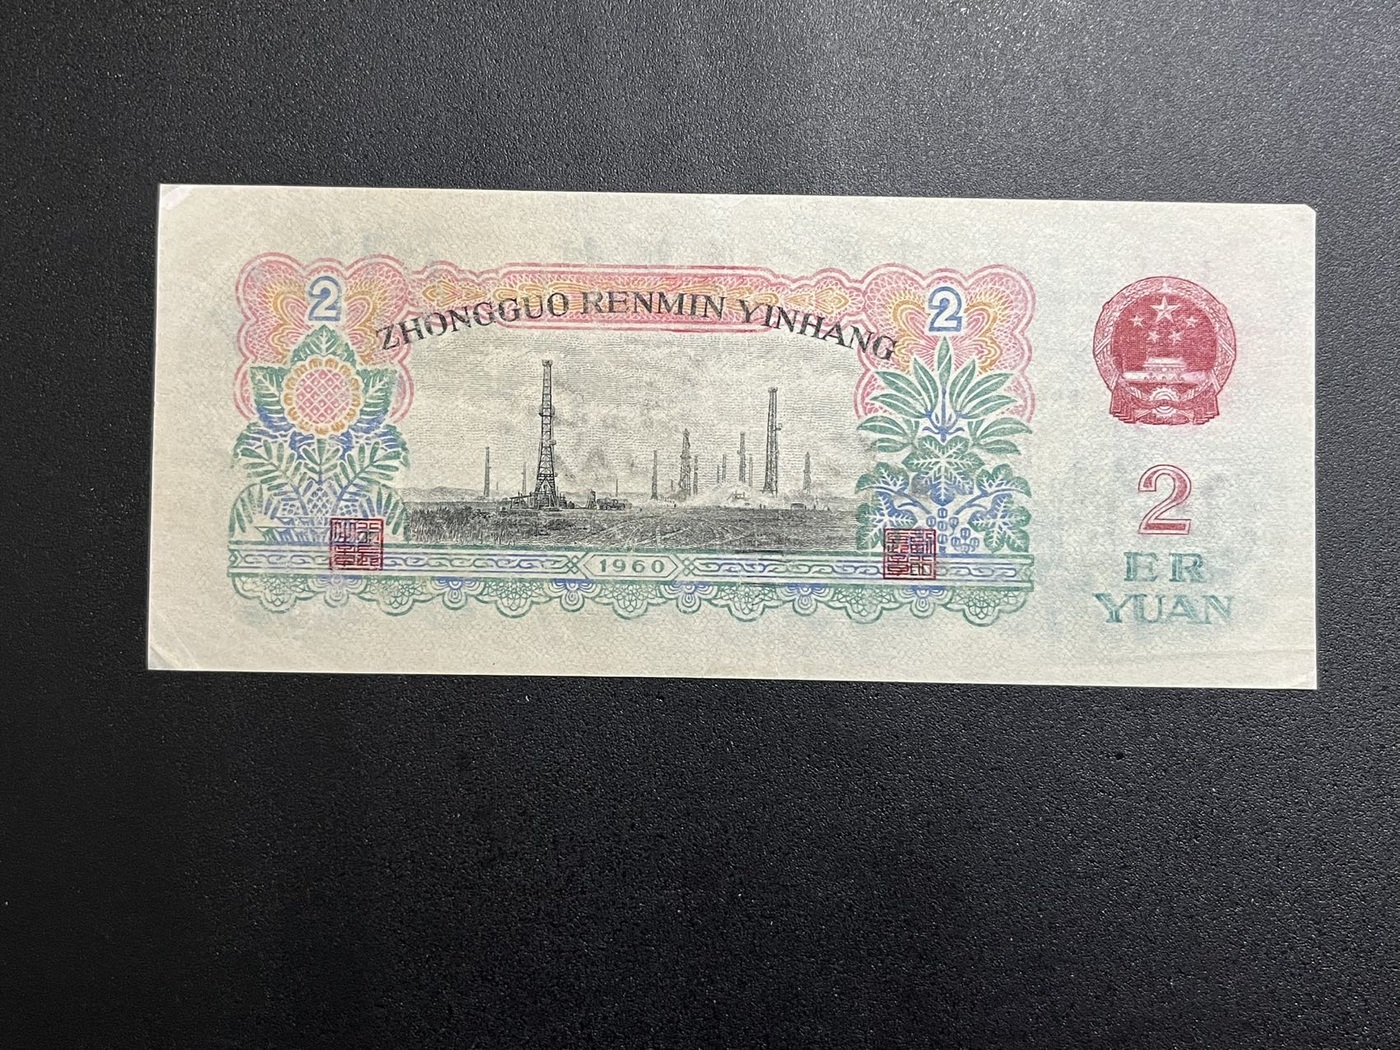 2
2
ZHONGGUO RENMIN YINHANG
2
ER
YUAN
1960